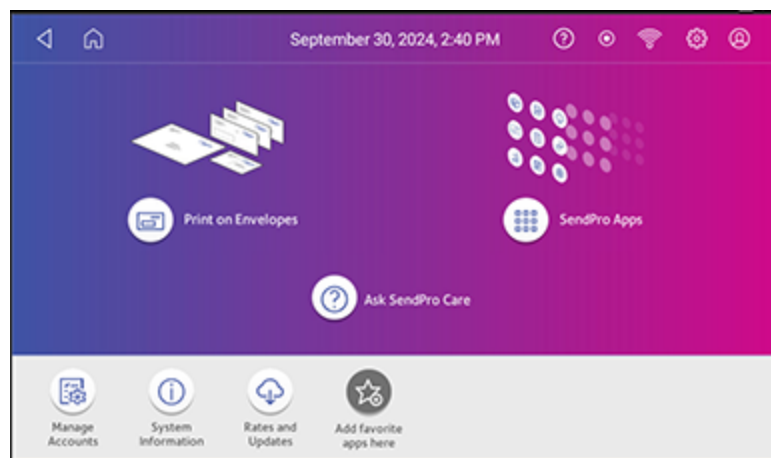 September 30, 2024, 2:40 PM
Print on Envelopes
SendPro Apps
Ask SendPro Care
Manage
Accounts
System
Information
Rates and
Updates
Add favorite
apps here